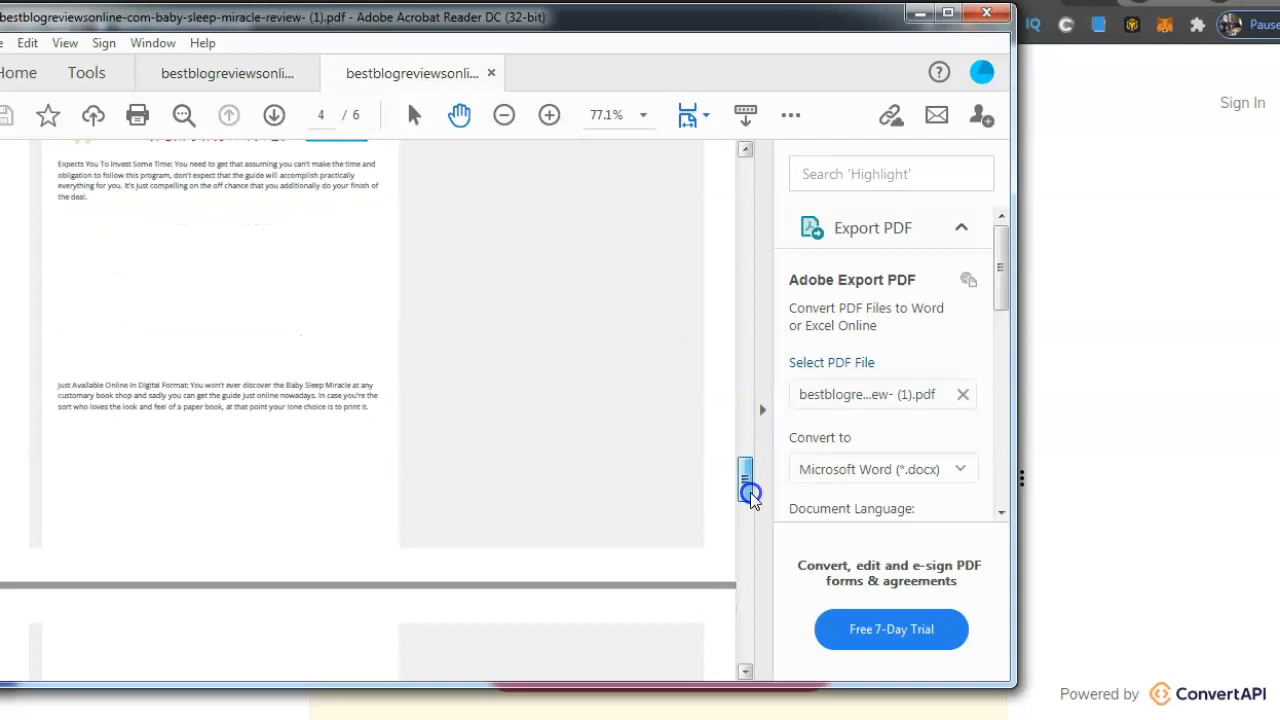 bestblogreviewsonline-com-baby-sleep-miracle-review- (1).pdf - Adobe Acrobat Reader DC (32-bit)
IQ
Pause
Edit View Sign Window Help
Home Tools bestblogreviewsonli... bestblogreviewsonli... ×
Sign In
4 / 6 77.1%
Expects You To Invest Some Time: You need to get that assuming you can't make the time and
obligation to follow this program, don't expect that the guide will accomplish practically
everything for you. It's just compelling on the off chance that you additionally do your finish of
the deal.
Just Available Online In Digital Format: You won't ever discover the Baby Sleep Miracle at any
customary book shop and sadly you can get the guide just online nowadays. In case you're the
sort who loves the look and feel of a paper book, at that point your lone choice is to print it.
Search 'Highlight'
Export PDF
Adobe Export PDF
Convert PDF Files to Word
or Excel Online
Select PDF File
bestblogre...ew- (1).pdf
Convert to
Microsoft Word (*.docx)
Document Language:
Convert, edit and e-sign PDF
forms & agreements
Free 7-Day Trial
Powered by ConvertAPI